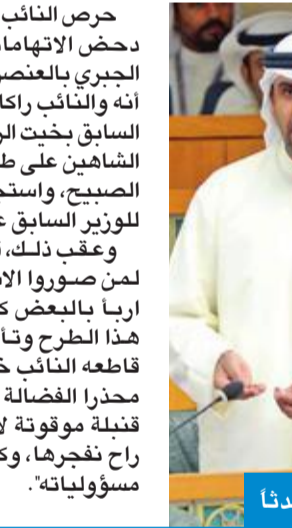 حرص النائب
دحض الاتهامات
الجبري بالعنصر
أنه والنائب راكا
السابق بخيت الر
الشاهين على ط
الصبيح، واستج
للوزير السابق ع
وعقب ذلك،
لمن صوروا الا
اربأ بالبعض ك
هذا الطرح وتأ
قاطعه النائب خ
محذرا الفضالة
قنبلة موقوتة لا
راح نفجرها، وك
مسؤولياته".
دثاً